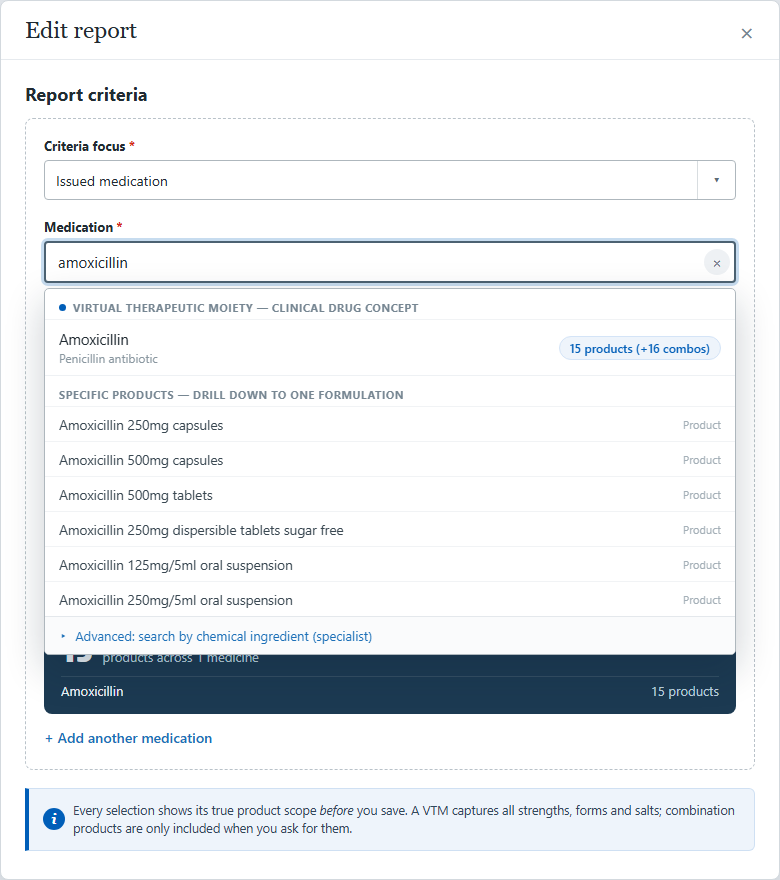 Edit report
×
Report criteria
Criteria focus *
Issued medication
▾
Medication *
amoxicillin
×
VIRTUAL THERAPEUTIC MOIETY — CLINICAL DRUG CONCEPT
Amoxicillin
Penicillin antibiotic
15 products (+16 combos)
SPECIFIC PRODUCTS — DRILL DOWN TO ONE FORMULATION
Amoxicillin 250mg capsules Product
Amoxicillin 500mg capsules Product
Amoxicillin 500mg tablets Product
Amoxicillin 250mg dispersible tablets sugar free Product
Amoxicillin 125mg/5ml oral suspension Product
Amoxicillin 250mg/5ml oral suspension Product
‣ Advanced: search by chemical ingredient (specialist)
products across 1 medicine
Amoxicillin 15 products
+ Add another medication
i
Every selection shows its true product scope before you save. A VTM captures all strengths, forms and salts; combination
products are only included when you ask for them.